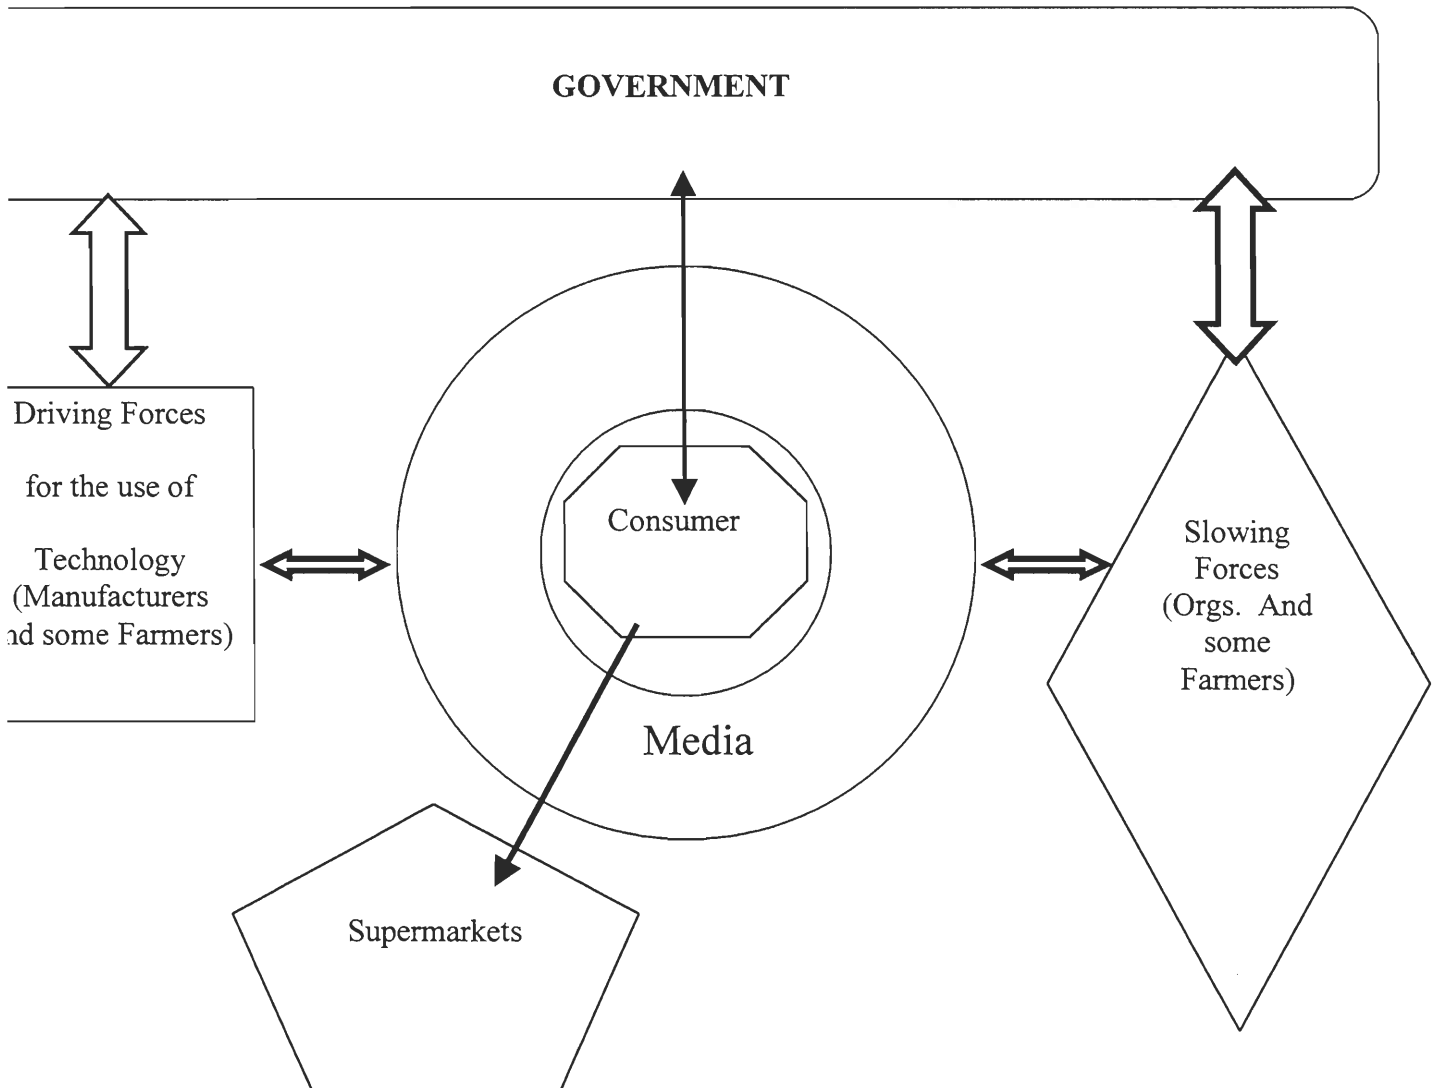 GOVERNMENT
Driving Forces
for the use of
Technology
(Manufacturers
nd some Farmers)
Consumer
Slowing
Forces
(Orgs. And
some
Farmers)
Media
Supermarkets